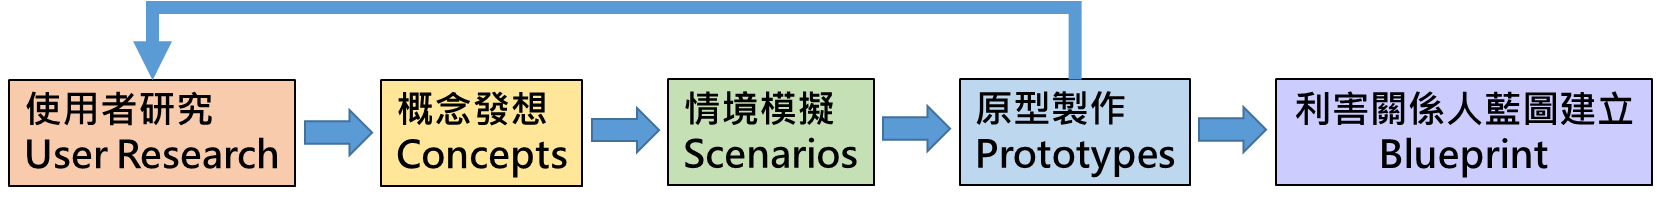 使用者研究
User Research
概念發想
Concepts
情境模擬
Scenarios
原型製作
Prototypes
利害關係人藍圖建立
Blueprint